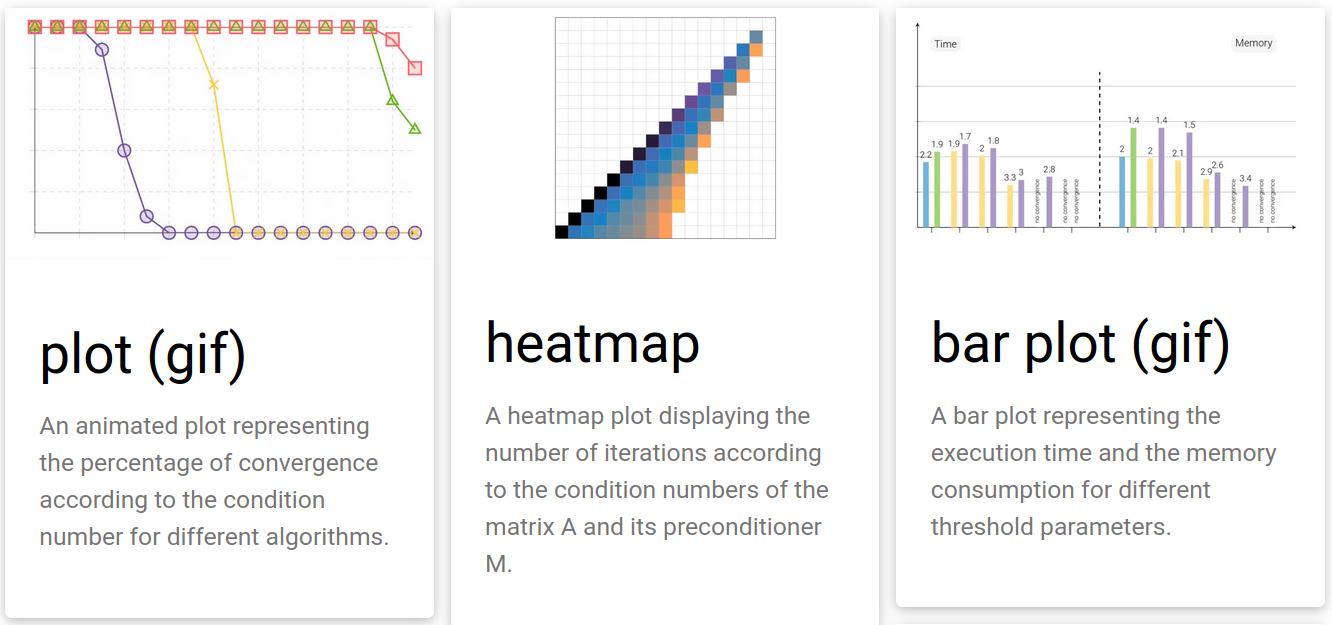 plot (gif)
An animated plot representing
the percentage of convergence
according to the condition
number for different algorithms.
heatmap
A heatmap plot displaying the
number of iterations according
to the condition numbers of the
matrix A and its preconditioner
M.
Time
Memory
2.2
1.9
1.9
1.7
2
1.8
3.3
3
no convergence
2.8
no convergence
no convergence
2
1.4
2
1.4
2.1
1.5
2.9
2.6
no convergence
3.4
no convergence
no convergence
bar plot (gif)
A bar plot representing the
execution time and the memory
consumption for different
threshold parameters.